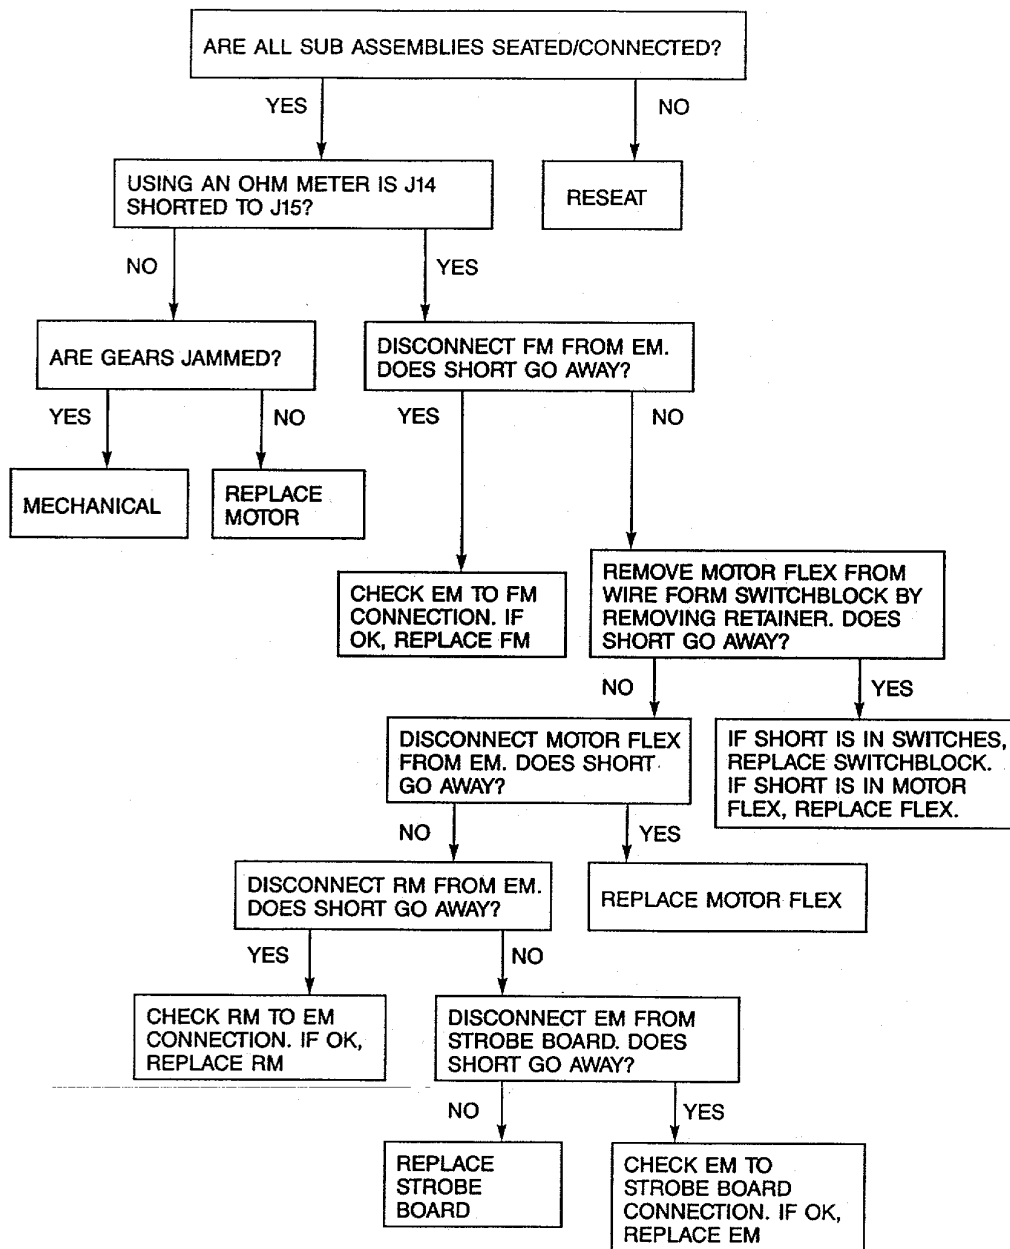 ARE ALL SUB ASSEMBLIES SEATED/CONNECTED?
YES
NO
USING AN OHM METER IS J14
SHORTED TO J15?
RESEAT
NO
YES
ARE GEARS JAMMED?
DISCONNECT FM FROM EM.
DOES SHORT GO AWAY?
YES
NO
YES
NO
MECHANICAL
REPLACE
MOTOR
CHECK EM TO FM
CONNECTION. IF
OK, REPLACE FM
REMOVE MOTOR FLEX FROM
WIRE FORM SWITCHBLOCK BY
REMOVING RETAINER. DOES
SHORT GO AWAY?
NO
YES
DISCONNECT MOTOR FLEX
FROM EM. DOES SHORT
GO AWAY?
IF SHORT IS IN SWITCHES,
REPLACE SWITCHBLOCK.
IF SHORT IS IN MOTOR
FLEX, REPLACE FLEX.
NO
YES
DISCONNECT RM FROM EM.
DOES SHORT GO AWAY?
REPLACE MOTOR FLEX
YES
NO
CHECK RM TO EM
CONNECTION. IF OK,
REPLACE RM
DISCONNECT EM FROM
STROBE BOARD. DOES
SHORT GO AWAY?
NO
YES
REPLACE
STROBE
BOARD
CHECK EM TO
STROBE BOARD
CONNECTION. IF OK,
REPLACE EM